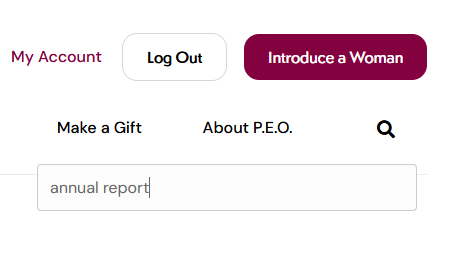 My Account Log Out Introduce a Woman
Make a Gift About P.E.O.
annual report